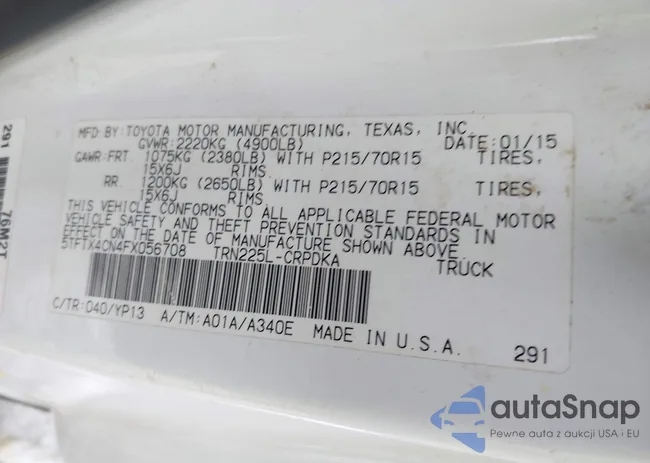 MFD BY: TOYOTA MOTOR MANUFACTURING, TEXAS, INC.
GVWR: 2220KG (4900LB) DATE: 01/15
GAWR: FRT. 1075KG (2380LB) WITH P215/70R15 TIRES,
15X6J RIMS
RR. 1200KG (2650LB) WITH P215/70R15 TIRES,
15X6J RIMS
THIS VEHICLE CONFORMS TO ALL APPLICABLE FEDERAL MOTOR
VEHICLE SAFETY AND THEFT PREVENTION STANDARDS IN
EFFECT ON THE DATE OF MANUFACTURE SHOWN ABOVE.
5TFTX4CN4FX056708 TRN225L-CRPDKA TRUCK
C/TR: 040/YP13 A/TM: A01A/A340E MADE IN U.S.A. 291
291
76M2T
autaSnap
Pewne auta z aukcji USA i EU